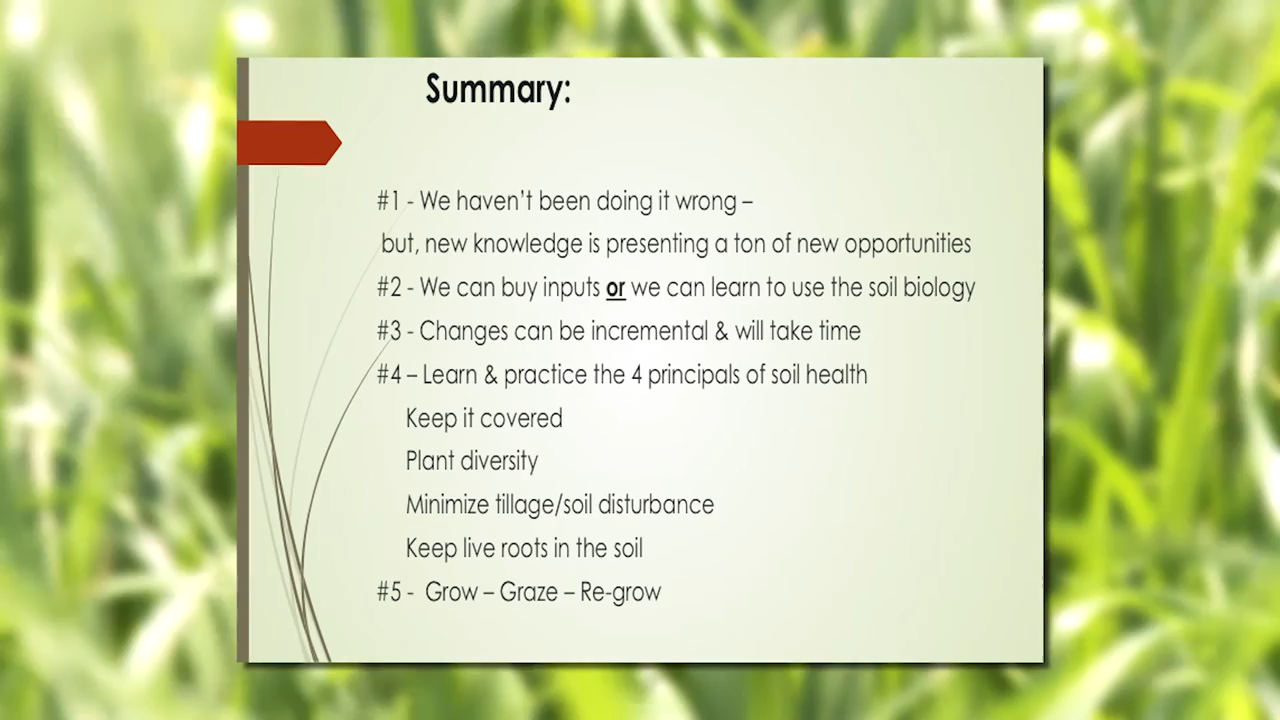 Summary:
#1 - We haven’t been doing it wrong –
but, new knowledge is presenting a ton of new opportunities
#2 - We can buy inputs or we can learn to use the soil biology
#3 - Changes can be incremental & will take time
#4 – Learn & practice the 4 principals of soil health
Keep it covered
Plant diversity
Minimize tillage/soil disturbance
Keep live roots in the soil
#5 - Grow – Graze – Re-grow